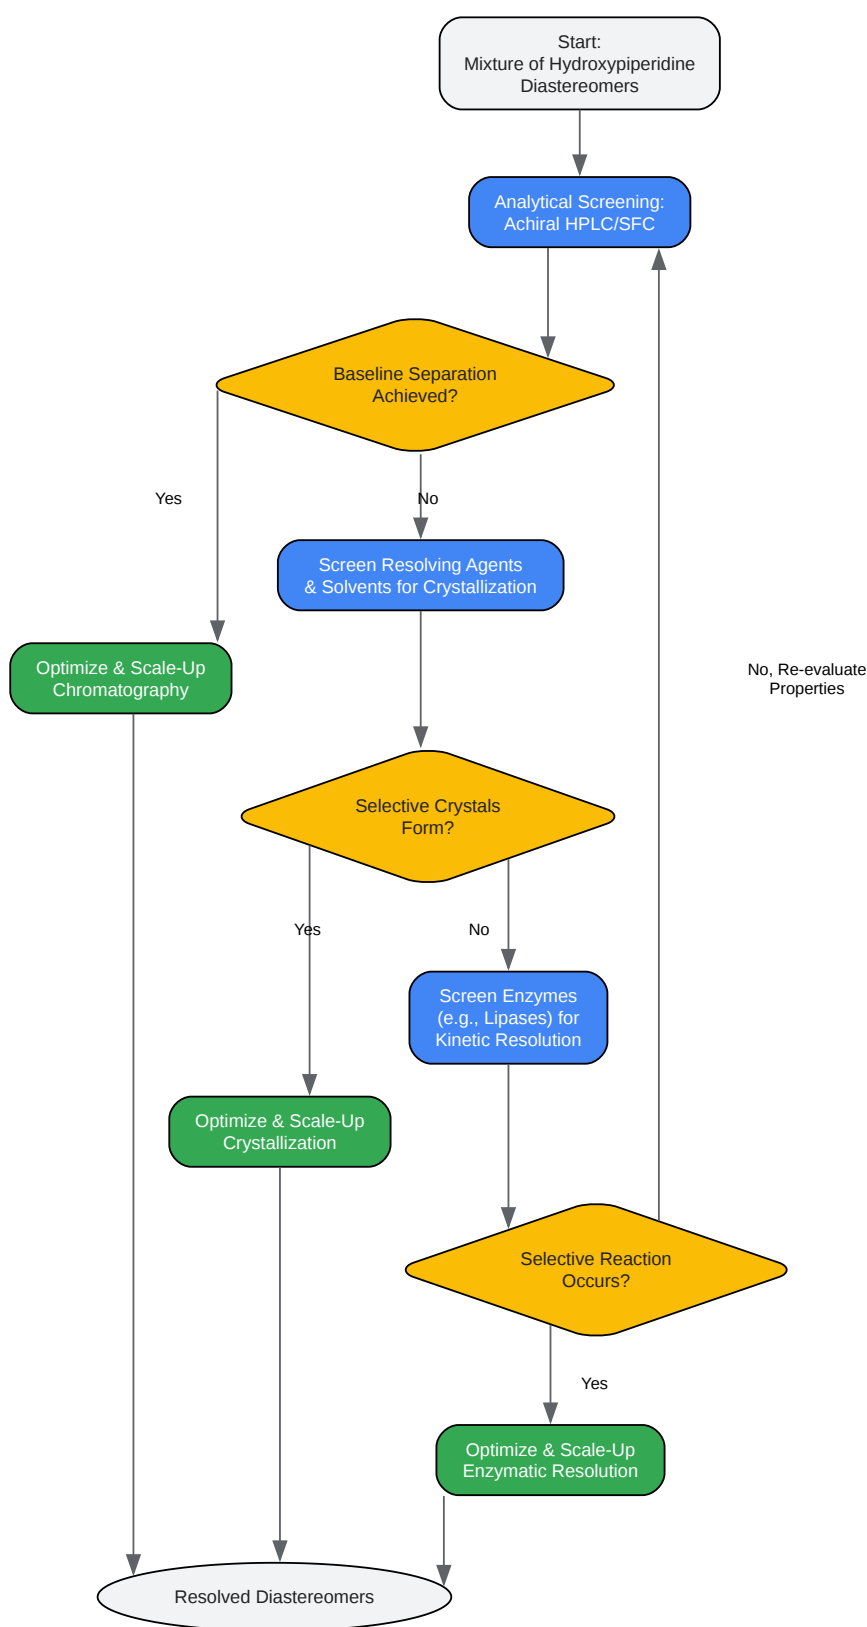 Start:
Mixture of Hydroxypiperidine
Diastereomers
Analytical Screening:
Achiral HPLC/SFC
Baseline Separation
Achieved?
Yes
No
Screen Resolving Agents
& Solvents for Crystallization
Optimize & Scale-Up
Chromatography
No, Re-evaluate
Properties
Selective Crystals
Form?
Yes
No
Screen Enzymes
(e.g., Lipases) for
Kinetic Resolution
Optimize & Scale-Up
Crystallization
Selective Reaction
Occurs?
Yes
Optimize & Scale-Up
Enzymatic Resolution
Resolved Diastereomers